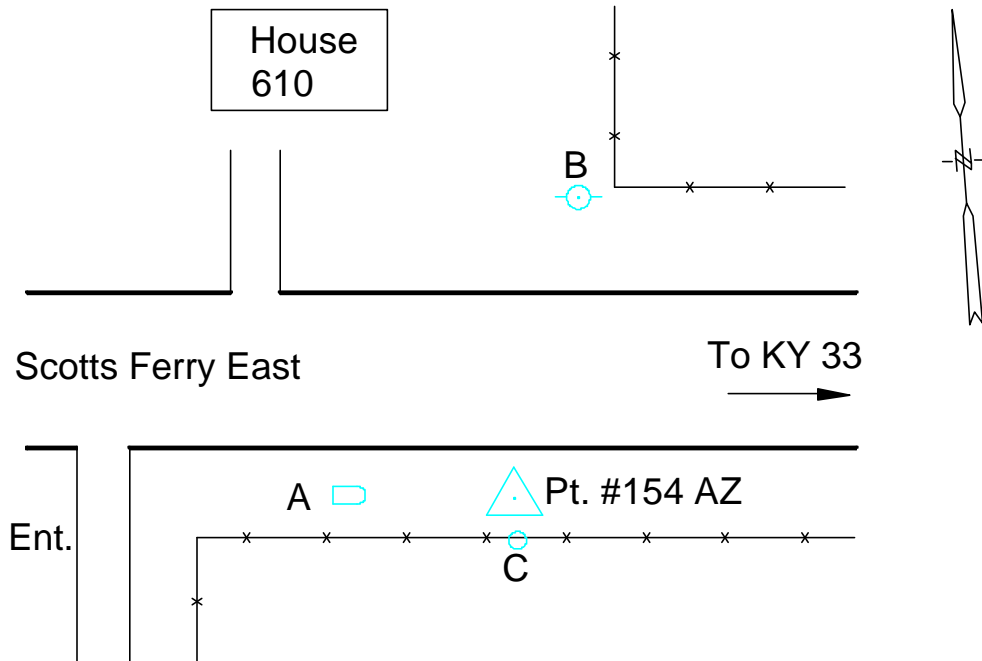 House
610
B
N
Scotts Ferry East
To KY 33
A
Pt. #154 AZ
Ent.
C